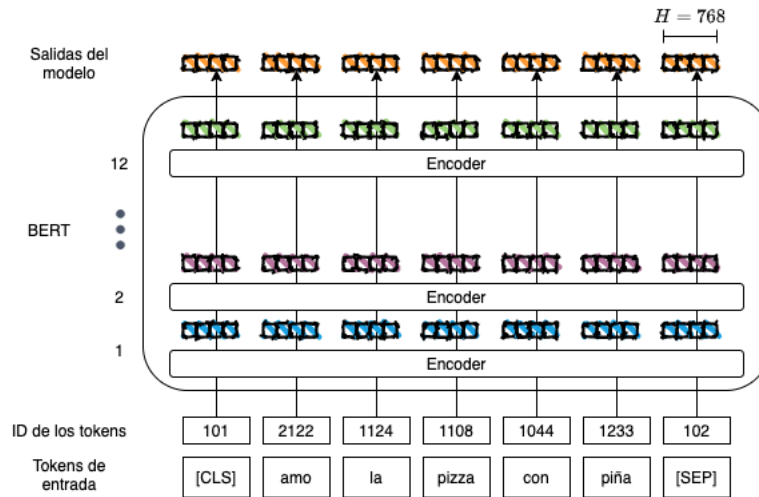 H = 768
Salidas del
modelo
12
Encoder
BERT
2
Encoder
1
Encoder
ID de los tokens
101 2122 1124 1108 1044 1233 102
Tokens de
entrada
[CLS] amo la pizza con piña [SEP]